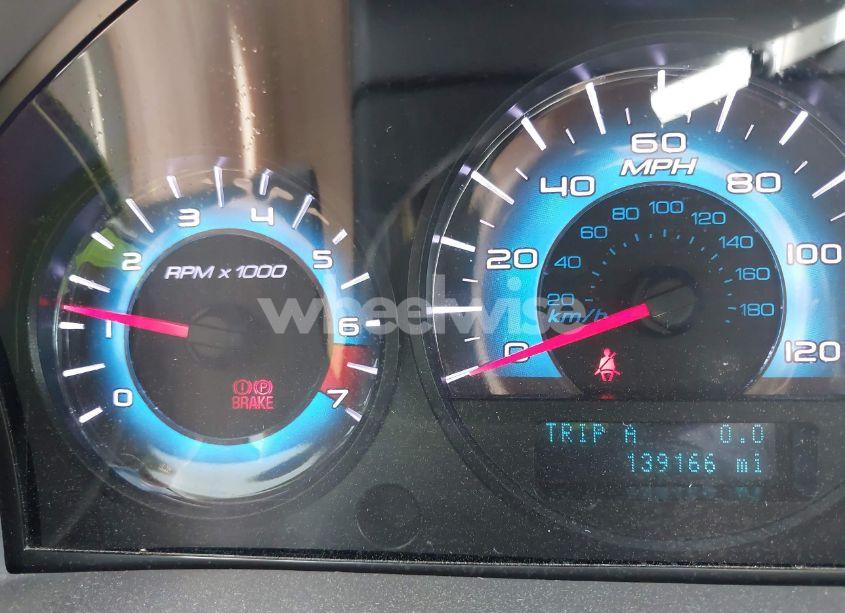 0 1 2 3 4 5 6 7
RPM x 1000
BRAKE
P
0 20 40 60 80 100 120
MPH
20 40 60 80 100 120 140 160 180
km/h
TRIP A 0.0
139166 mi
wheelwise